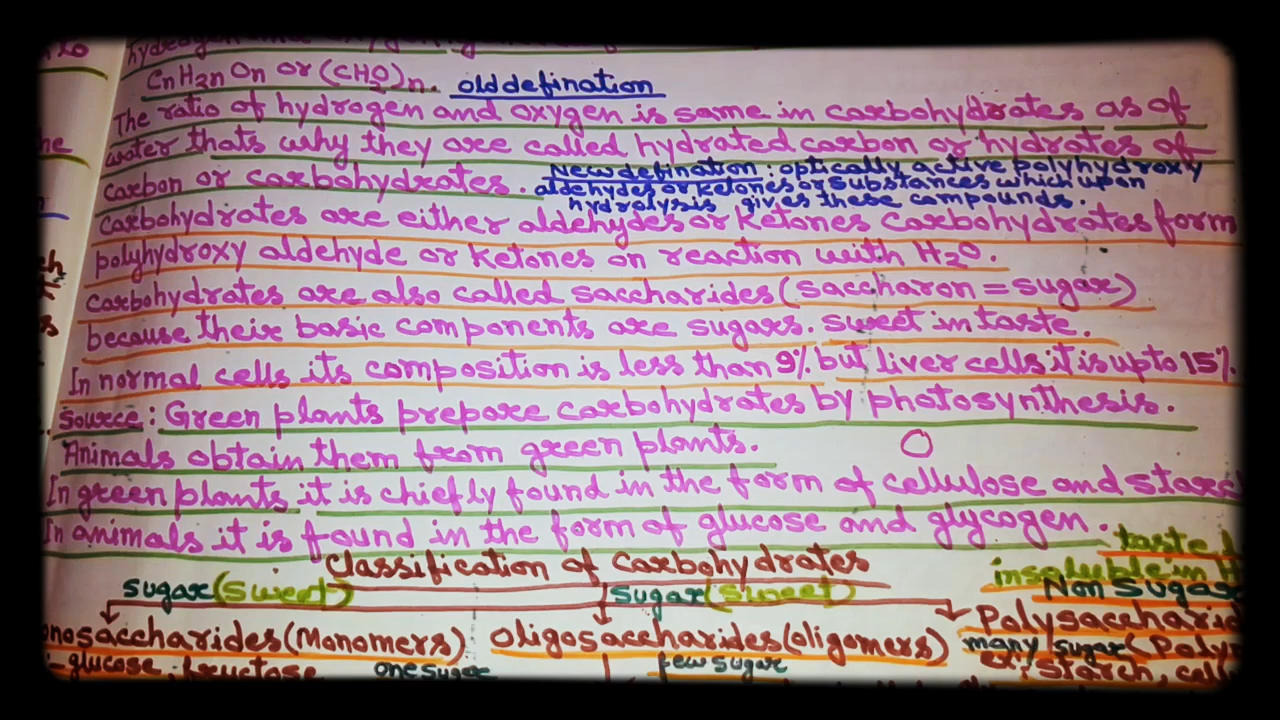 CnH2nOn or (CH2O)n. old defination
The ratio of hydrogen and oxygen is same in carbohydrates as of
water thats why they are called hydrated carbon or hydrates of
carbon or carbohydrates.
New defination : optically active polyhydroxy
aldehydes or ketones or substances which upon
hydrolysis gives these compounds.
carbohydrates are either aldehydes or ketones carbohydrates form
polyhydroxy aldehyde or ketones on reaction with H2O.
carbohydrates are also called saccharides (saccharon = sugar)
because their basic components are sugars. sweet in taste.
In normal cells its composition is less than 9% but liver cells it is upto 15%.
Source : Green plants prepare carbohydrates by photosynthesis.
Animals obtain them from green plants.
In green plants it is chiefly found in the form of cellulose and
In animals it is found in the form of glucose and glycogen.
taste
Classification of Carbohydrates
insoluble in
sugar (sweet) sugar (sweet) Non Sugar
nosaccharides (Monomers) oligosaccharides (oligomers) Polysaccharid
glucose, fructose one sugar few sugar many sugar (Poly
ex : starch,